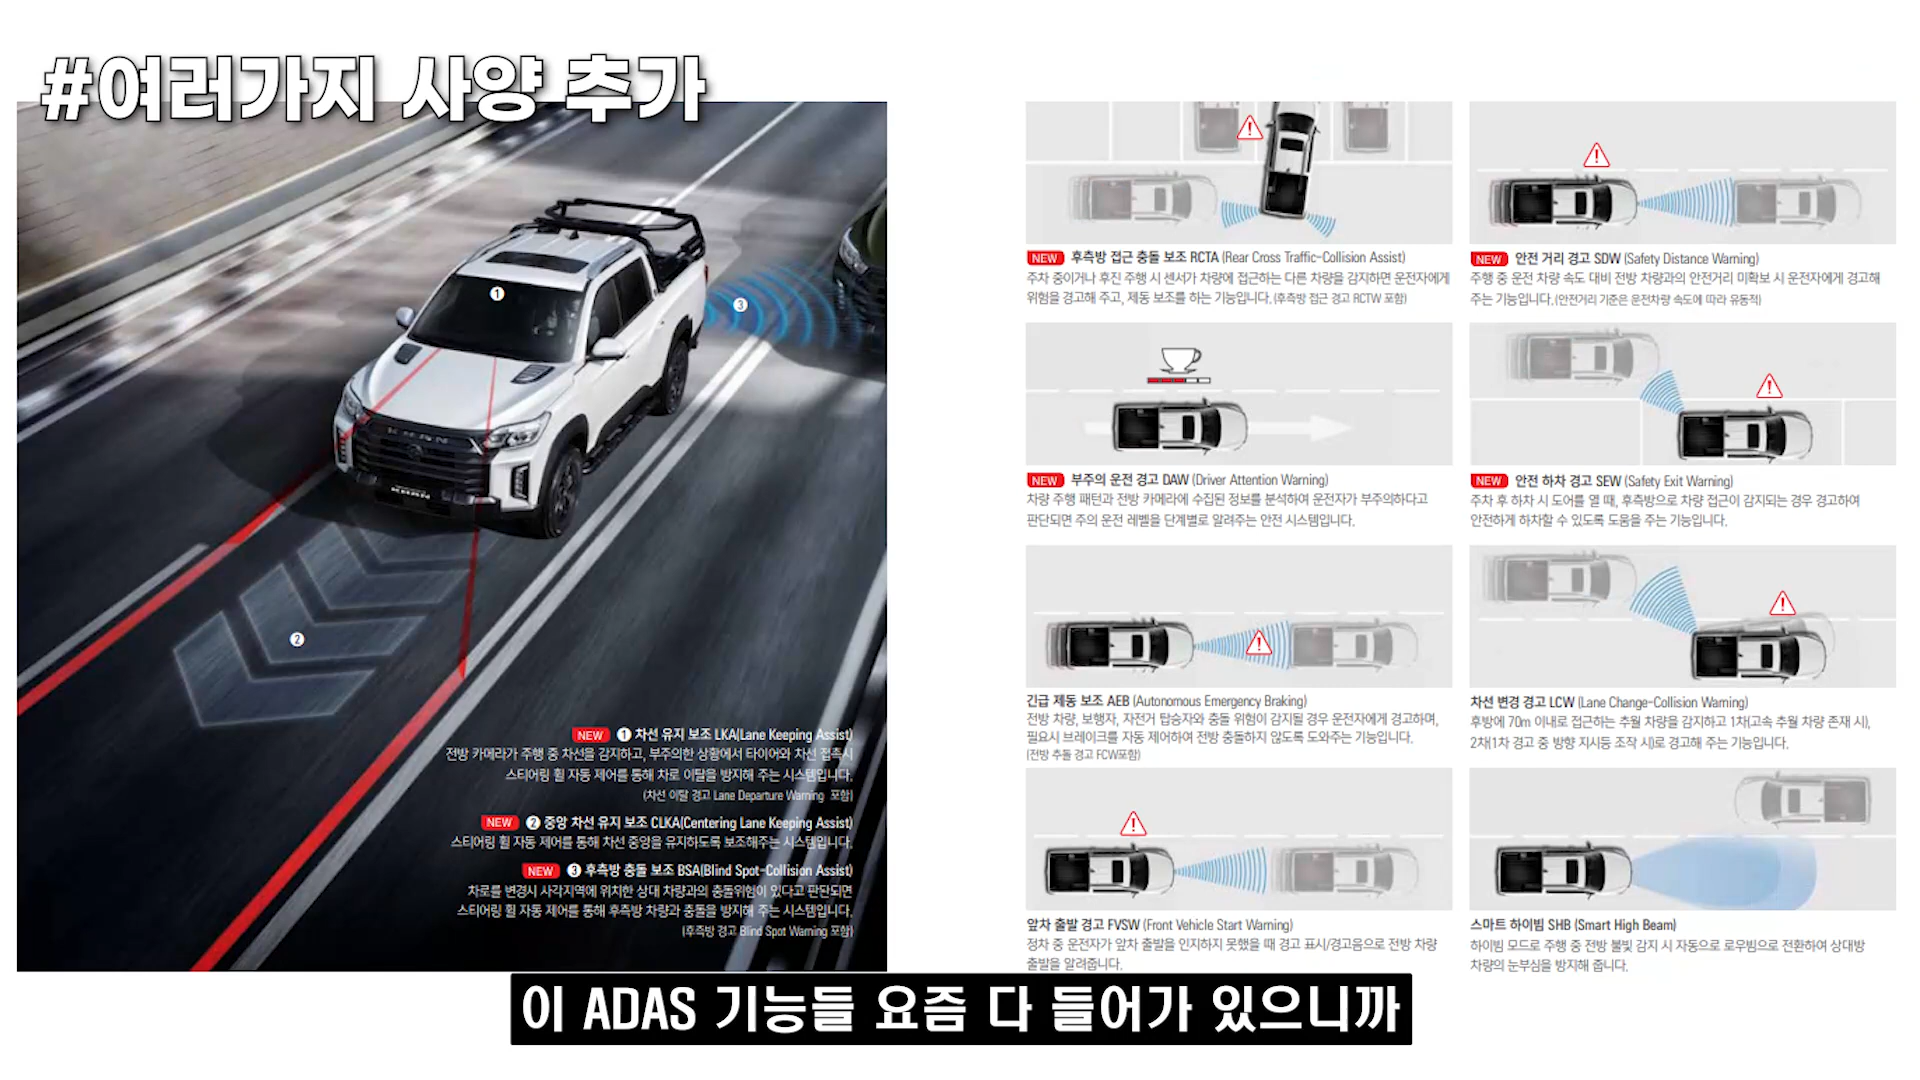 #여러가지 사양 추가
1
3
2
KHAN
KHAN
NEW 1 차선 유지 보조 LKA(Lane Keeping Assist)
전방 카메라가 주행 중 차선을 감지하고, 부주의한 상황에서 타이어와 차선 접촉시
스티어링 휠 자동 제어를 통해 차로 이탈을 방지해 주는 시스템입니다.
(차선 이탈 경고 Lane Departure Warning 포함)
NEW 2 중앙 차선 유지 보조 CLKA(Centering Lane Keeping Assist)
스티어링 휠 자동 제어를 통해 차선 중앙을 유지하도록 보조해주는 시스템입니다.
NEW 3 후측방 충돌 보조 BSA(Blind Spot-Collision Assist)
차로를 변경시 사각지역에 위치한 상대 차량과의 충돌위험이 있다고 판단되면
스티어링 휠 자동 제어를 통해 후측방 차량과 충돌을 방지해 주는 시스템입니다.
(후측방 경고 Blind Spot Warning 포함)
NEW 후측방 접근 충돌 보조 RCTA (Rear Cross Traffic-Collision Assist)
주차 중이거나 후진 주행 시 센서가 차량에 접근하는 다른 차량을 감지하면 운전자에게
위험을 경고해 주고, 제동 보조를 하는 기능입니다. (후측방 접근 경고 RCTW 포함)
NEW 안전 거리 경고 SDW (Safety Distance Warning)
주행 중 운전 차량 속도 대비 전방 차량과의 안전거리 미확보 시 운전자에게 경고해
주는 기능입니다. (안전거리 기준은 운전차량 속도에 따라 유동적)
NEW 부주의 운전 경고 DAW (Driver Attention Warning)
차량 주행 패턴과 전방 카메라에 수집된 정보를 분석하여 운전자가 부주의하다고
판단되면 주의 운전 레벨을 단계별로 알려주는 안전 시스템입니다.
NEW 안전 하차 경고 SEW (Safety Exit Warning)
주차 후 하차 시 도어를 열 때, 후측방으로 차량 접근이 감지되는 경우 경고하여
안전하게 하차할 수 있도록 도움을 주는 기능입니다.
긴급 제동 보조 AEB (Autonomous Emergency Braking)
전방 차량, 보행자, 자전거 탑승자와 충돌 위험이 감지될 경우 운전자에게 경고하며,
필요시 브레이크를 자동 제어하여 전방 충돌하지 않도록 도와주는 기능입니다.
(전방 추돌 경고 FCW포함)
차선 변경 경고 LCW (Lane Change-Collision Warning)
후방에 70m 이내로 접근하는 추월 차량을 감지하고 1차(고속 추월 차량 존재 시),
2차(1차 경고 중 방향 지시등 조작 시)로 경고해 주는 기능입니다.
앞차 출발 경고 FVSW (Front Vehicle Start Warning)
정차 중 운전자가 앞차 출발을 인지하지 못했을 때 경고 표시/경고음으로 전방 차량
출발을 알려줍니다.
스마트 하이빔 SHB (Smart High Beam)
하이빔 모드로 주행 중 전방 불빛 감지 시 자동으로 로우빔으로 전환하여 상대방
차량의 눈부심을 방지해 줍니다.
이 ADAS 기능들 요즘 다 들어가 있으니까